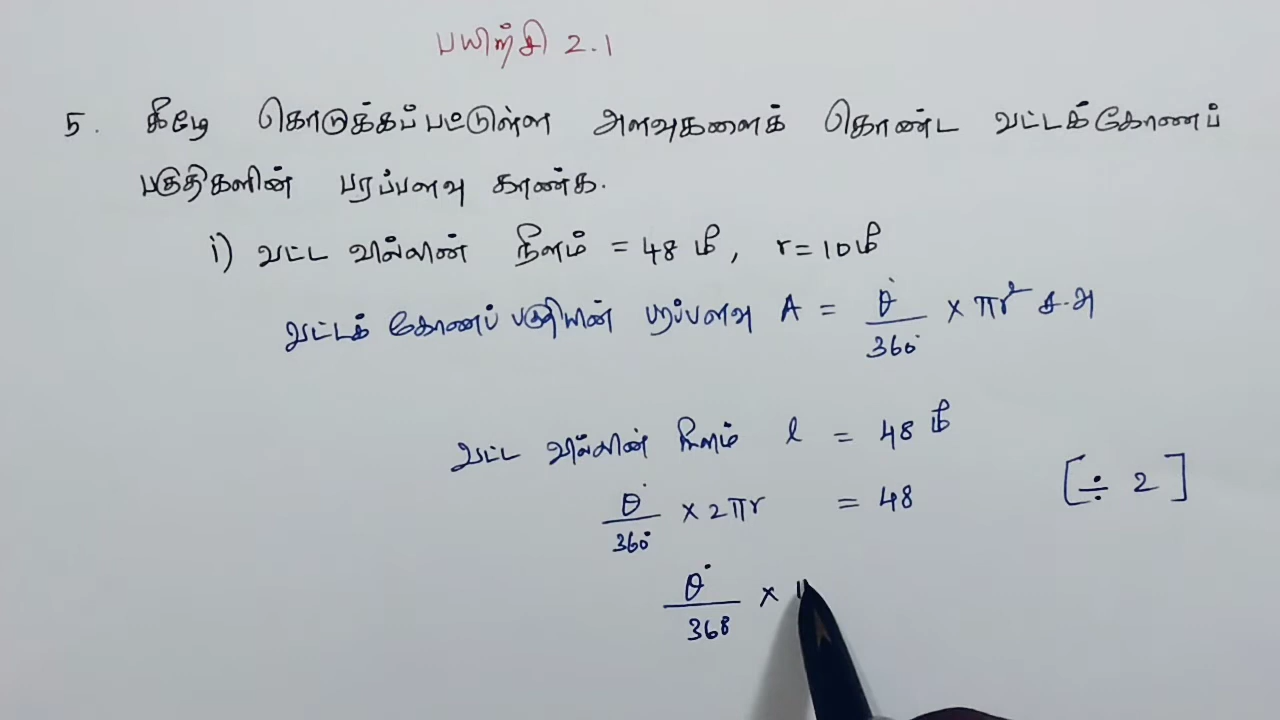 பயிற்சி 2.1
5. கீழே கொடுக்கப்பட்டுள்ள அளவுகளைக் கொண்ட வட்டக்கோணப்
பகுதிகளின் பரப்பளவு காண்க.
i) வட்ட வில்லின் நீளம் = 48 மீ, r = 10 மீ
வட்டக் கோணப் பகுதியின் பரப்பளவு A = θ°/360° × πr² ச.அ
வட்ட வில்லின் நீளம் l = 48 மீ
θ°/360° × 2πr = 48 [÷ 2]
θ°/360° ×